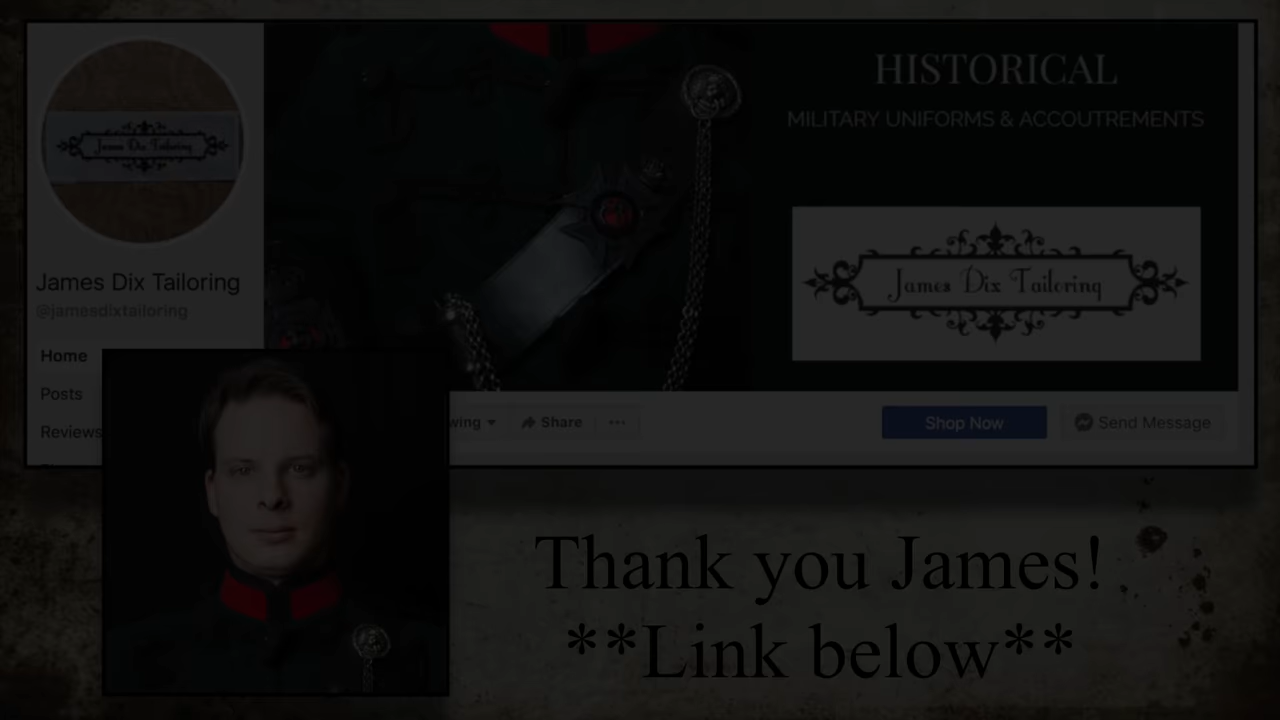 HISTORICAL
MILITARY UNIFORMS & ACCOUTREMENTS
James Dix Tailoring
James Dix Tailoring
James Dix Tailoring
@jamesdixtailoring
Home
Posts
Reviews
wing
Share
Shop Now
Send Message
Thank you James!
**Link below**